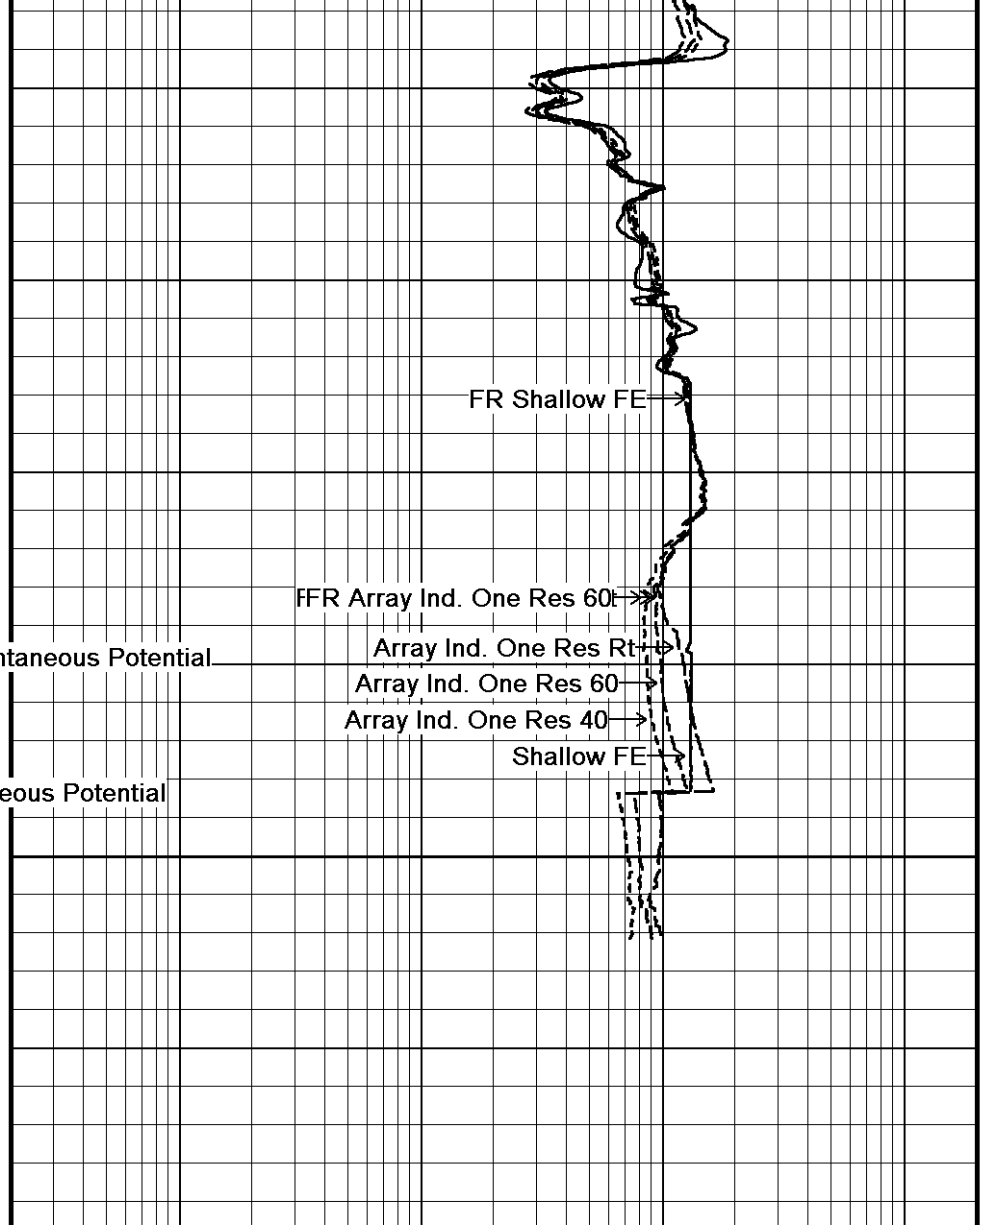 FR Shallow FE
FFR Array Ind. One Res 60
Array Ind. One Res Rt
ntaneous Potential
Array Ind. One Res 60
Array Ind. One Res 40
Shallow FE
eous Potential